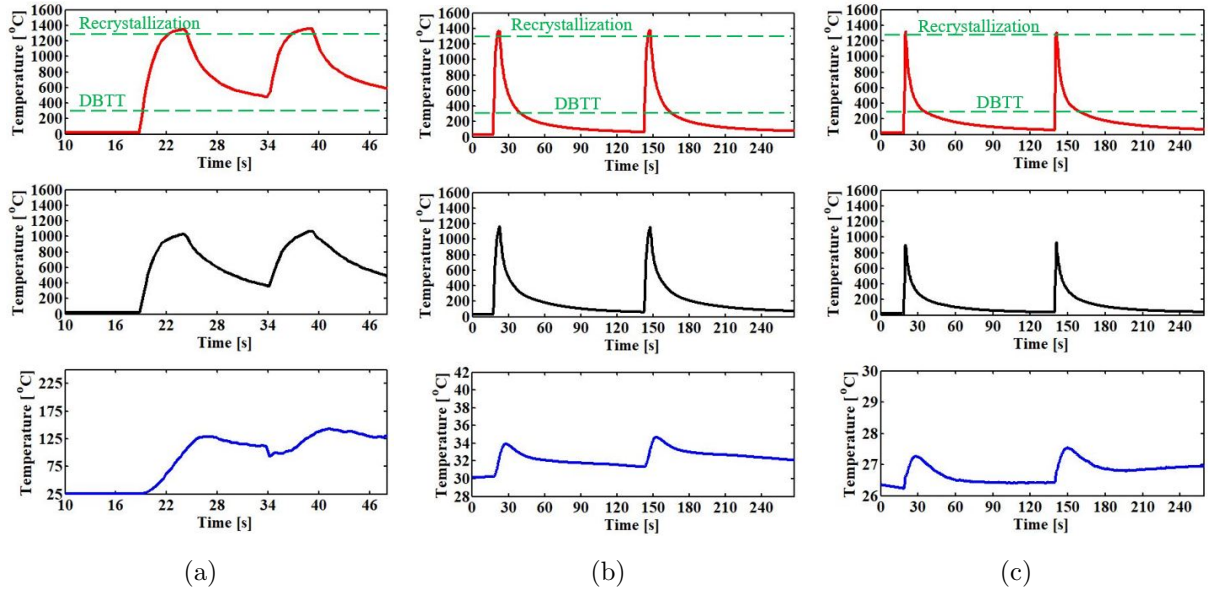 1600
1400
1200
1000
800
600
400
200
0
Temperature [ °C]
Recrystallization
DBTT
10 16 22 28 34 40 46
Time [s]
1600
1400
1200
1000
800
600
400
200
0
Temperature [ °C]
Recrystallization
DBTT
0 30 60 90 120 150 180 210 240
Time [s]
1600
1400
1200
1000
800
600
400
200
0
Temperature [ °C]
Recrystallization
DBTT
0 30 60 90 120 150 180 210 240
Time [s]
1600
1400
1200
1000
800
600
400
200
0
Temperature [ °C]
10 16 22 28 34 40 46
Time [s]
1600
1400
1200
1000
800
600
400
200
0
Temperature [ °C]
0 30 60 90 120 150 180 210 240
Time [s]
1600
1400
1200
1000
800
600
400
200
0
Temperature [ °C]
0 30 60 90 120 150 180 210 240
Time [s]
225
175
125
75
25
Temperature [ °C]
10 16 22 28 34 40 46
Time [s]
42
40
38
36
34
32
30
28
Temperature [ °C]
0 30 60 90 120 150 180 210 240
Time [s]
30
29
28
27
26
Temperature [ °C]
0 30 60 90 120 150 180 210 240
Time [s]
(a) (b) (c)